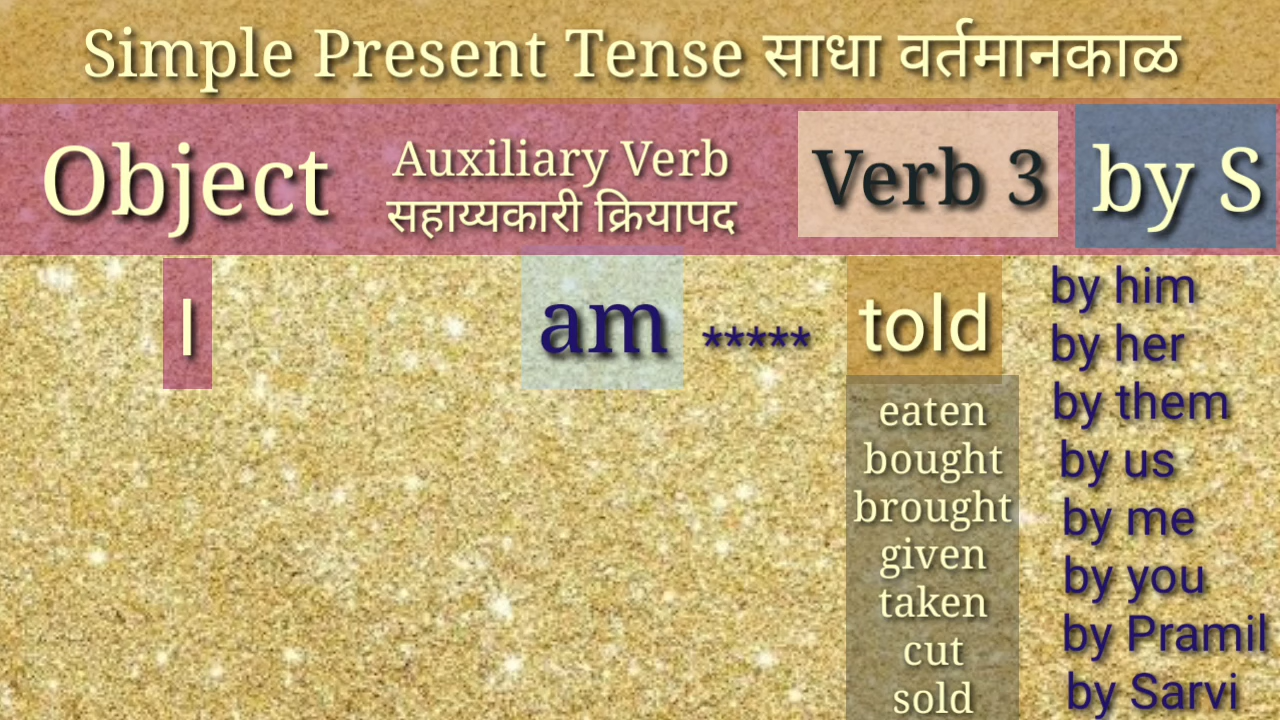 Simple Present Tense साधा वर्तमानकाळ
Object
Auxiliary Verb
सहाय्यकारी क्रियापद
Verb 3
by S
I
am
*****
told
eaten
bought
brought
given
taken
cut
sold
by him
by her
by them
by us
by me
by you
by Pramil
by Sarvi